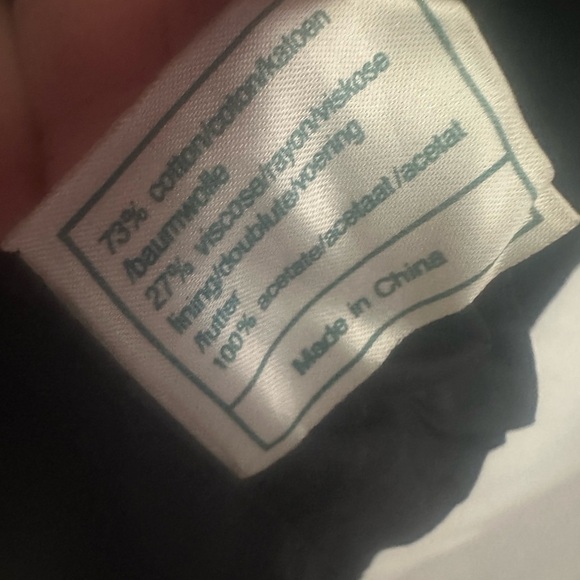 73% cotton/coton/katoen
/baumwolle
27% viscose/rayon/viskose
lining/doublure/voering
/futter
100% acetate/acetaat/acetat
Made in China